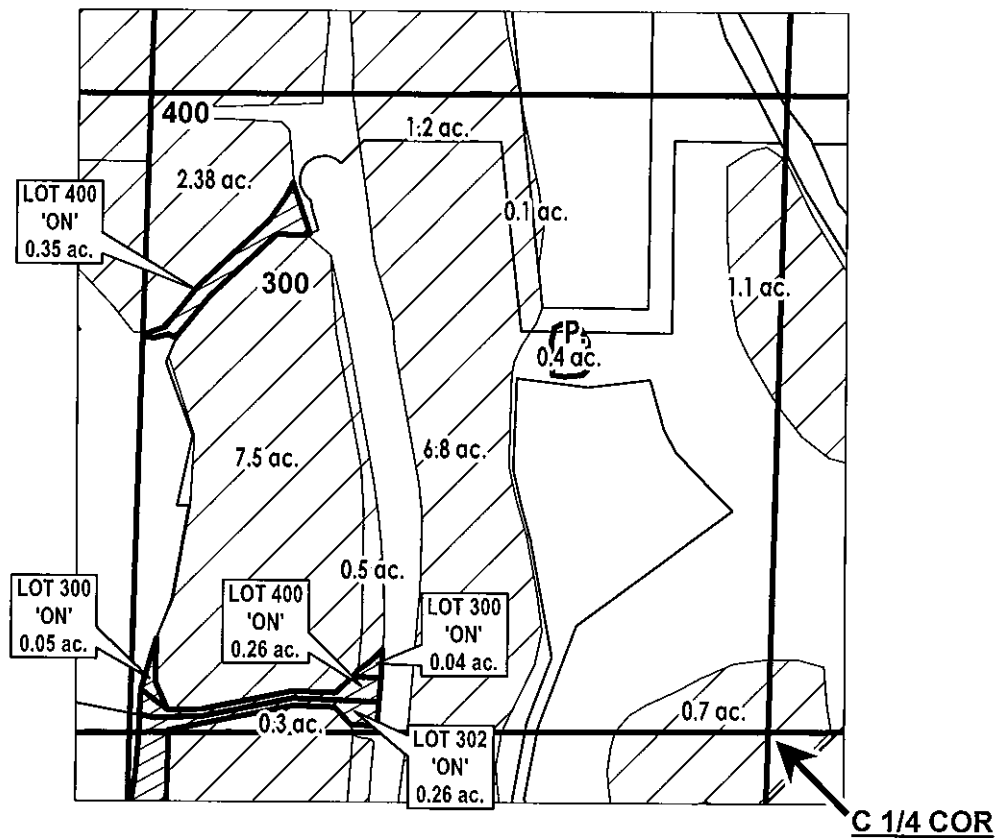 400
1.2 ac.
2.38 ac.
LOT 400
'ON'
0.35 ac.
0.1 ac.
300
1.1 ac.
P.
0.4 ac.
7.5 ac.
6.8 ac.
0.5 ac.
LOT 300
'ON'
0.05 ac.
LOT 400
'ON'
0.26 ac.
LOT 300
'ON'
0.04 ac.
0.3 ac.
0.7 ac.
LOT 302
'ON'
0.26 ac.
C 1/4 COR